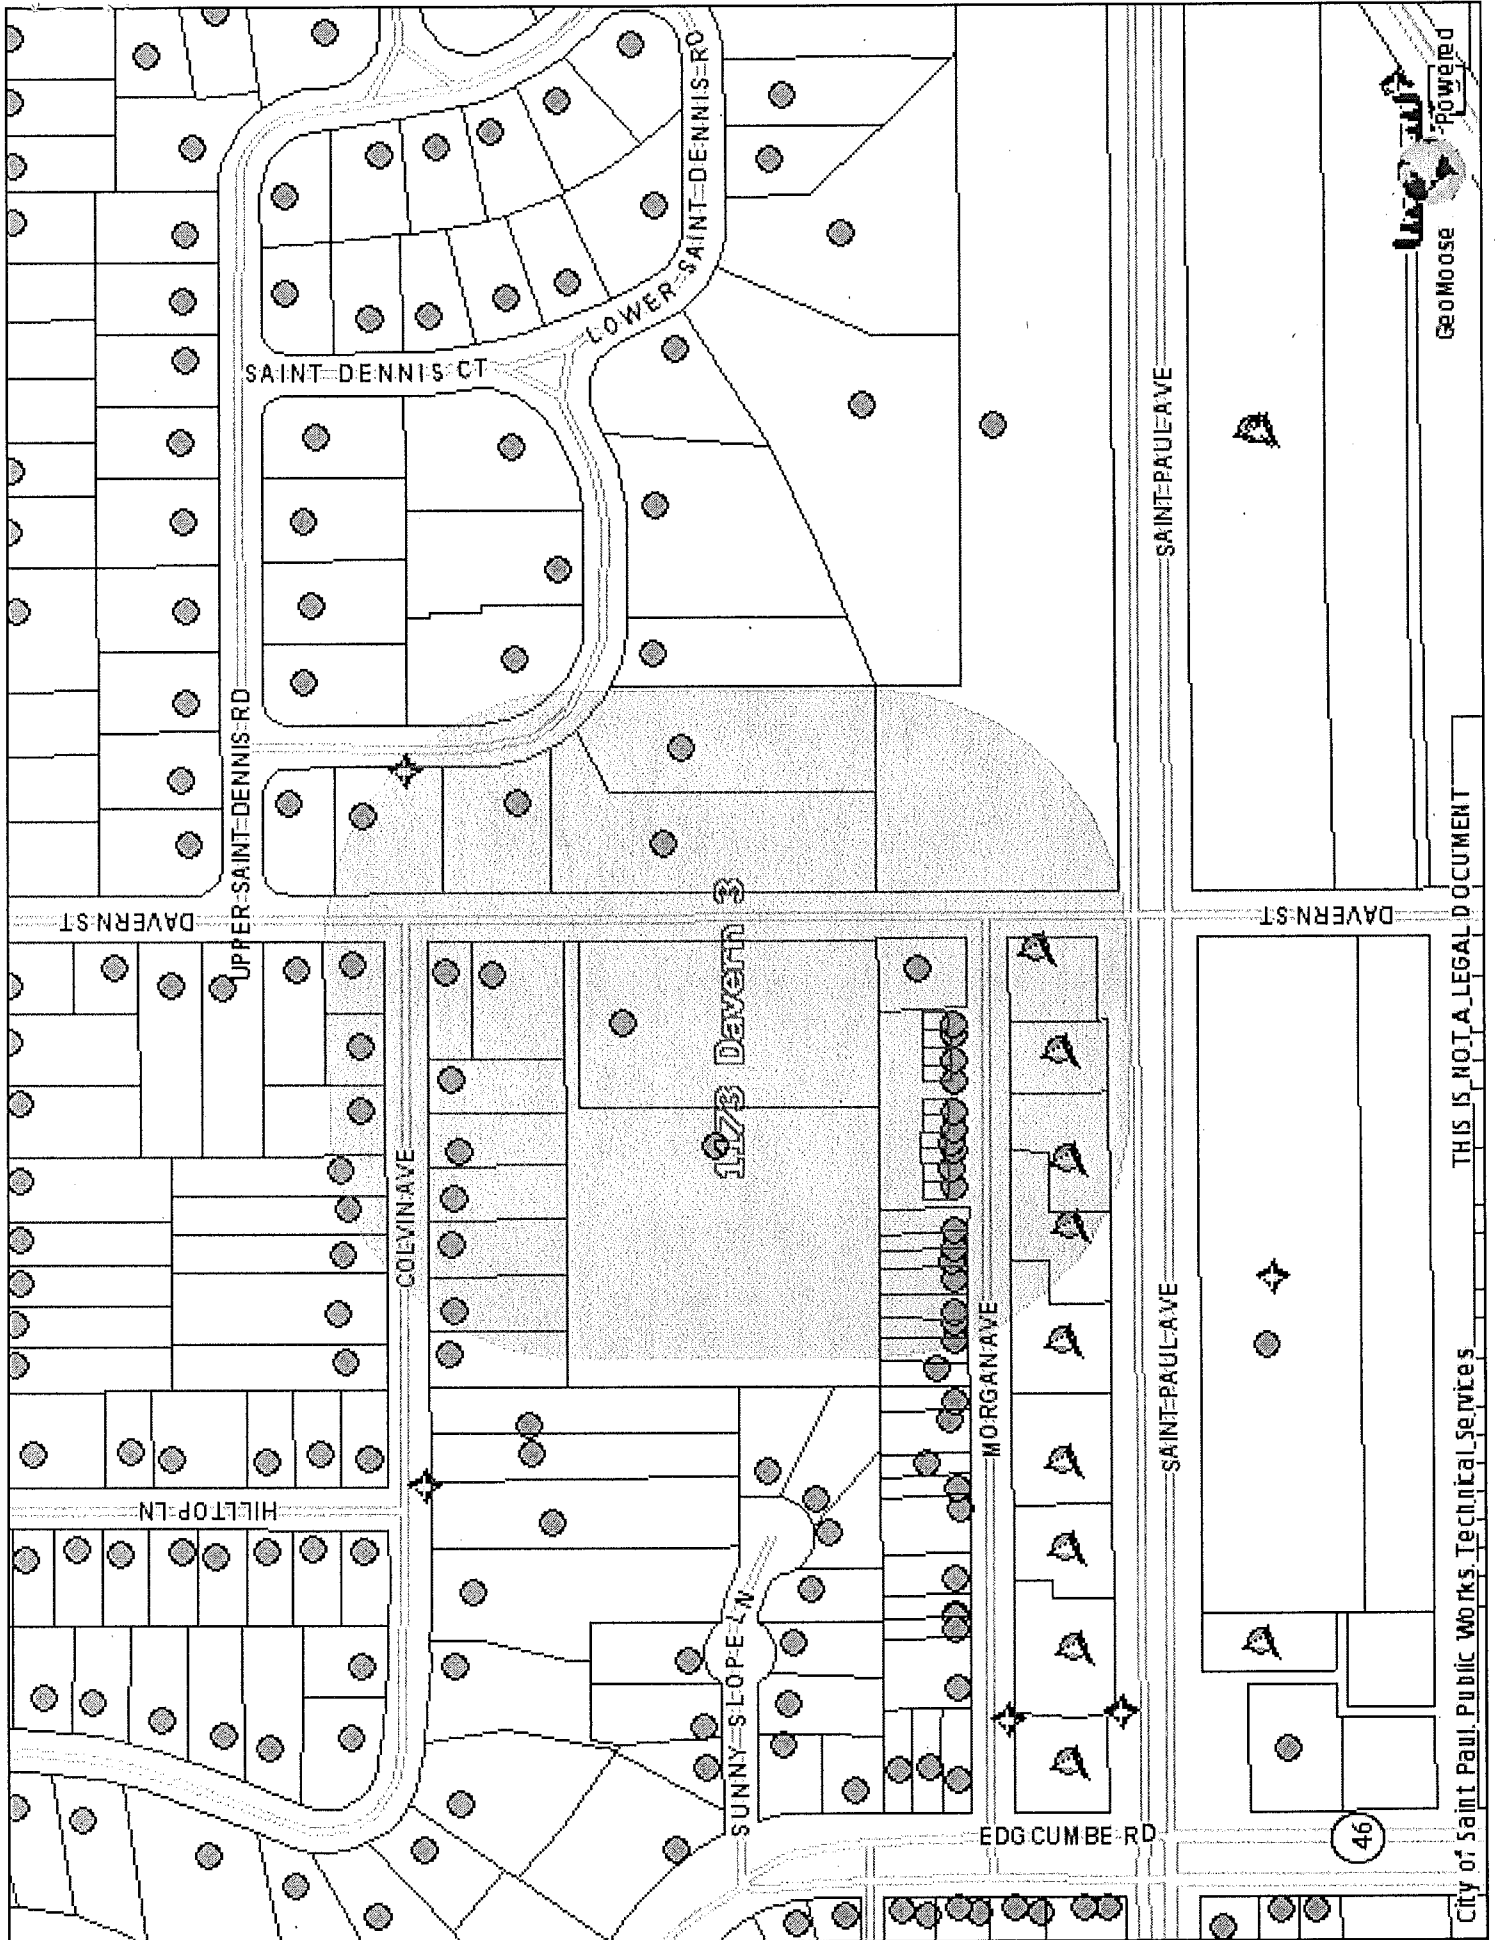 UPPER SAINT DENNIS RD
SAINT DENNIS CT
LOWER SAINT DENNIS RD
DAVERN ST
DAVERN ST
COLVIN AVE
HILLTOP LN
1173 Davern 3
MORGAN AVE
SAINT PAUL AVE
SAINT PAUL AVE
SUNNY SLOPE LN
EDGCUMBE RD
46
GeoMoose
Powered
City of Saint Paul Public Works Technical Services
THIS IS NOT A LEGAL DOCUMENT